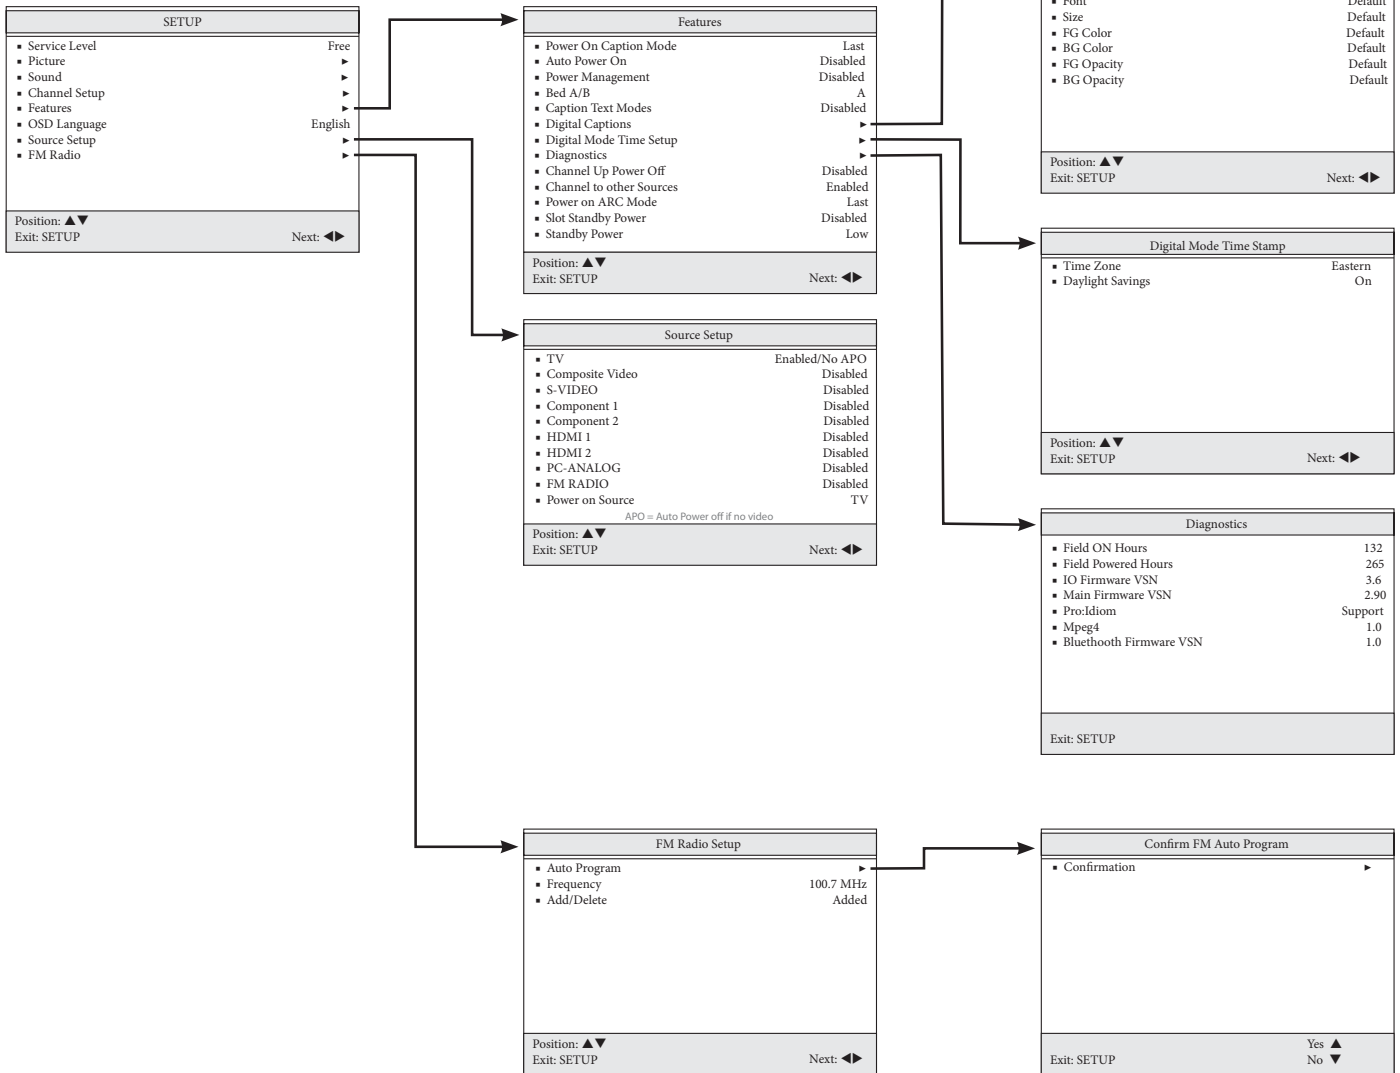 SETUP
Service Level Free
Picture ►
Sound ►
Channel Setup ►
Features ►
OSD Language English
Source Setup ►
FM Radio ►
Position: ▲▼
Exit: SETUP Next: ◀▶
Features
Power On Caption Mode Last
Auto Power On Disabled
Power Management Disabled
Bed A/B A
Caption Text Modes Disabled
Digital Captions ►
Digital Mode Time Setup ►
Diagnostics ►
Channel Up Power Off Disabled
Channel to other Sources Enabled
Power on ARC Mode Last
Slot Standby Power Disabled
Standby Power Low
Position: ▲▼
Exit: SETUP Next: ◀▶
Font Default
Size Default
FG Color Default
BG Color Default
FG Opacity Default
BG Opacity Default
Position: ▲▼
Exit: SETUP Next: ◀▶
Digital Mode Time Stamp
Time Zone Eastern
Daylight Savings On
Position: ▲▼
Exit: SETUP Next: ◀▶
Source Setup
TV Enabled/No APO
Composite Video Disabled
S-VIDEO Disabled
Component 1 Disabled
Component 2 Disabled
HDMI 1 Disabled
HDMI 2 Disabled
PC-ANALOG Disabled
FM RADIO Disabled
Power on Source TV
APO = Auto Power off if no video
Position: ▲▼
Exit: SETUP Next: ◀▶
Diagnostics
Field ON Hours 132
Field Powered Hours 265
IO Firmware VSN 3.6
Main Firmware VSN 2.90
Pro:Idiom Support
Mpeg4 1.0
Bluethooth Firmware VSN 1.0
Exit: SETUP
FM Radio Setup
Auto Program ►
Frequency 100.7 MHz
Add/Delete Added
Position: ▲▼
Exit: SETUP Next: ◀▶
Confirm FM Auto Program
Confirmation ►
Yes ▲
Exit: SETUP No ▼